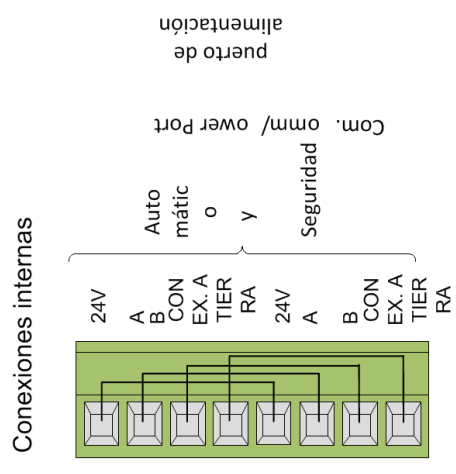 puerto de
alimentación
Com. omm/ ower Port
Auto
mátic
o
y
Seguridad
Conexiones internas
24V
A
B
CON
EX. A
TIER
RA
24V
A
B
CON
EX. A
TIER
RA